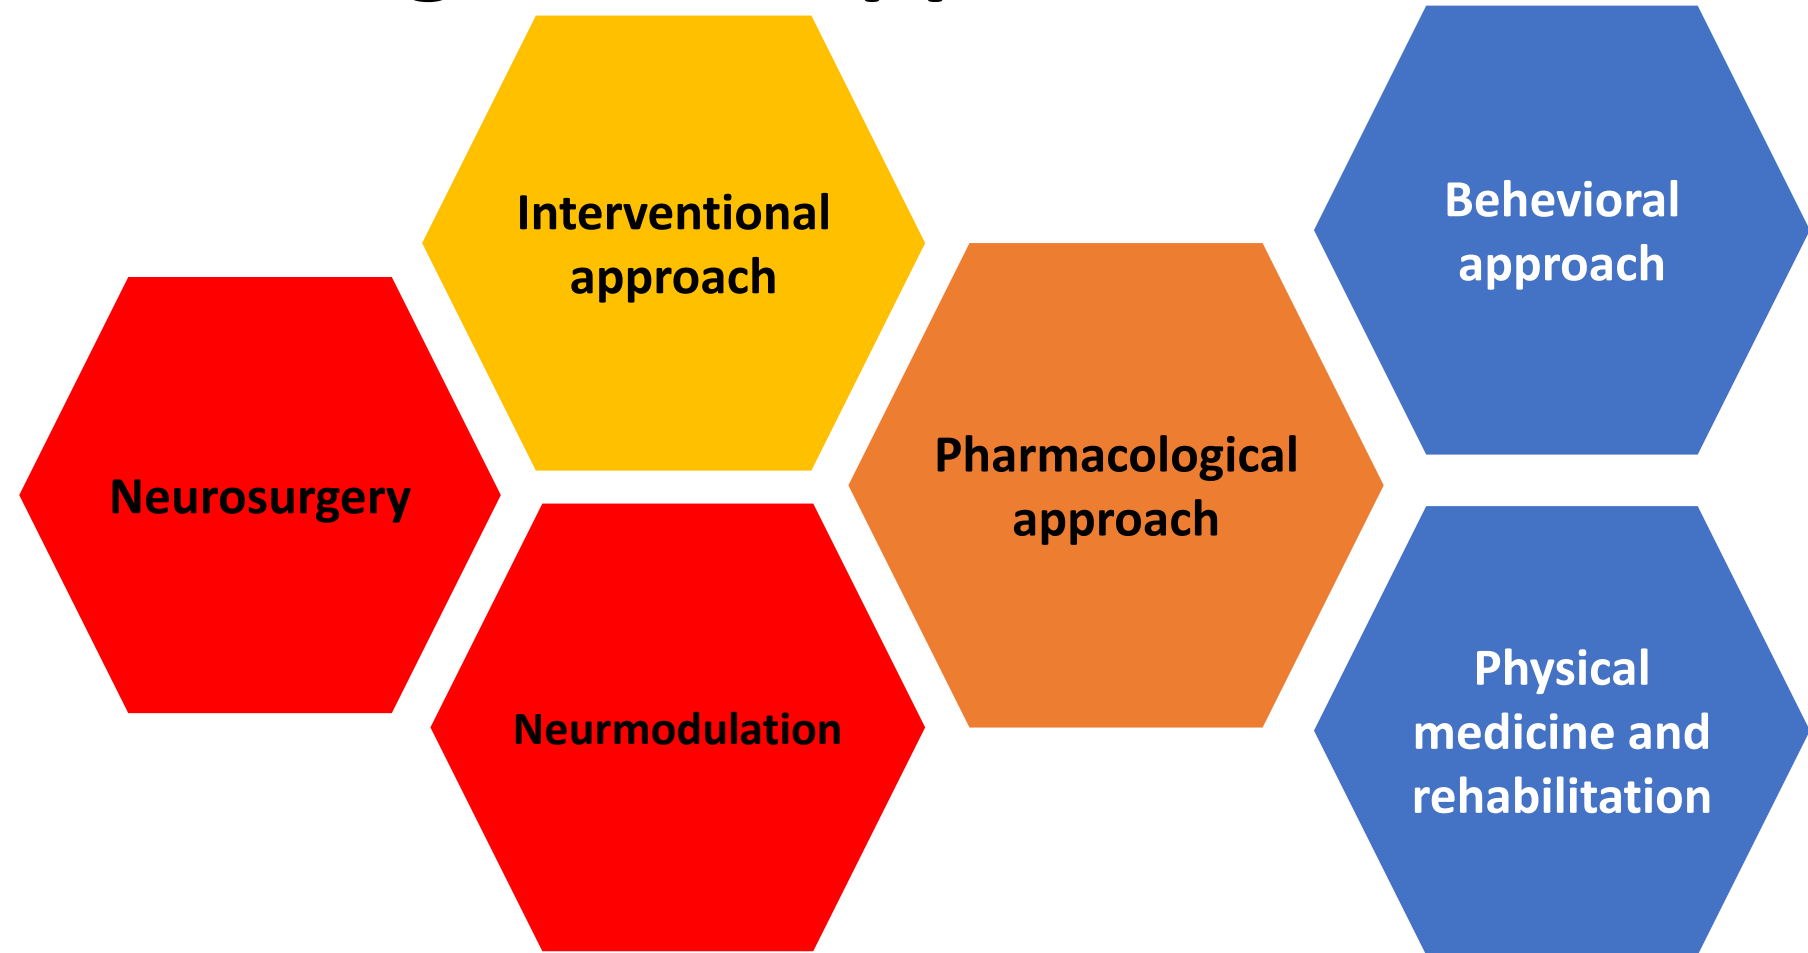 Interventional
approach
Behevioral
approach
Neurosurgery
Pharmacological
approach
Neurmodulation
Physical
medicine and
rehabilitation